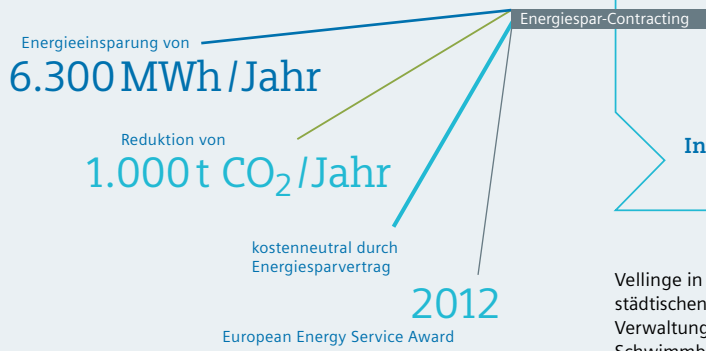 Energiespar-Contracting
Energieeinsparung von
6.300 MWh/Jahr
Reduktion von
1.000 t CO₂/Jahr
kostenneutral durch
Energiesparvertrag
2012
European Energy Service Award
In
Vellinge in
städtischen
Verwaltung